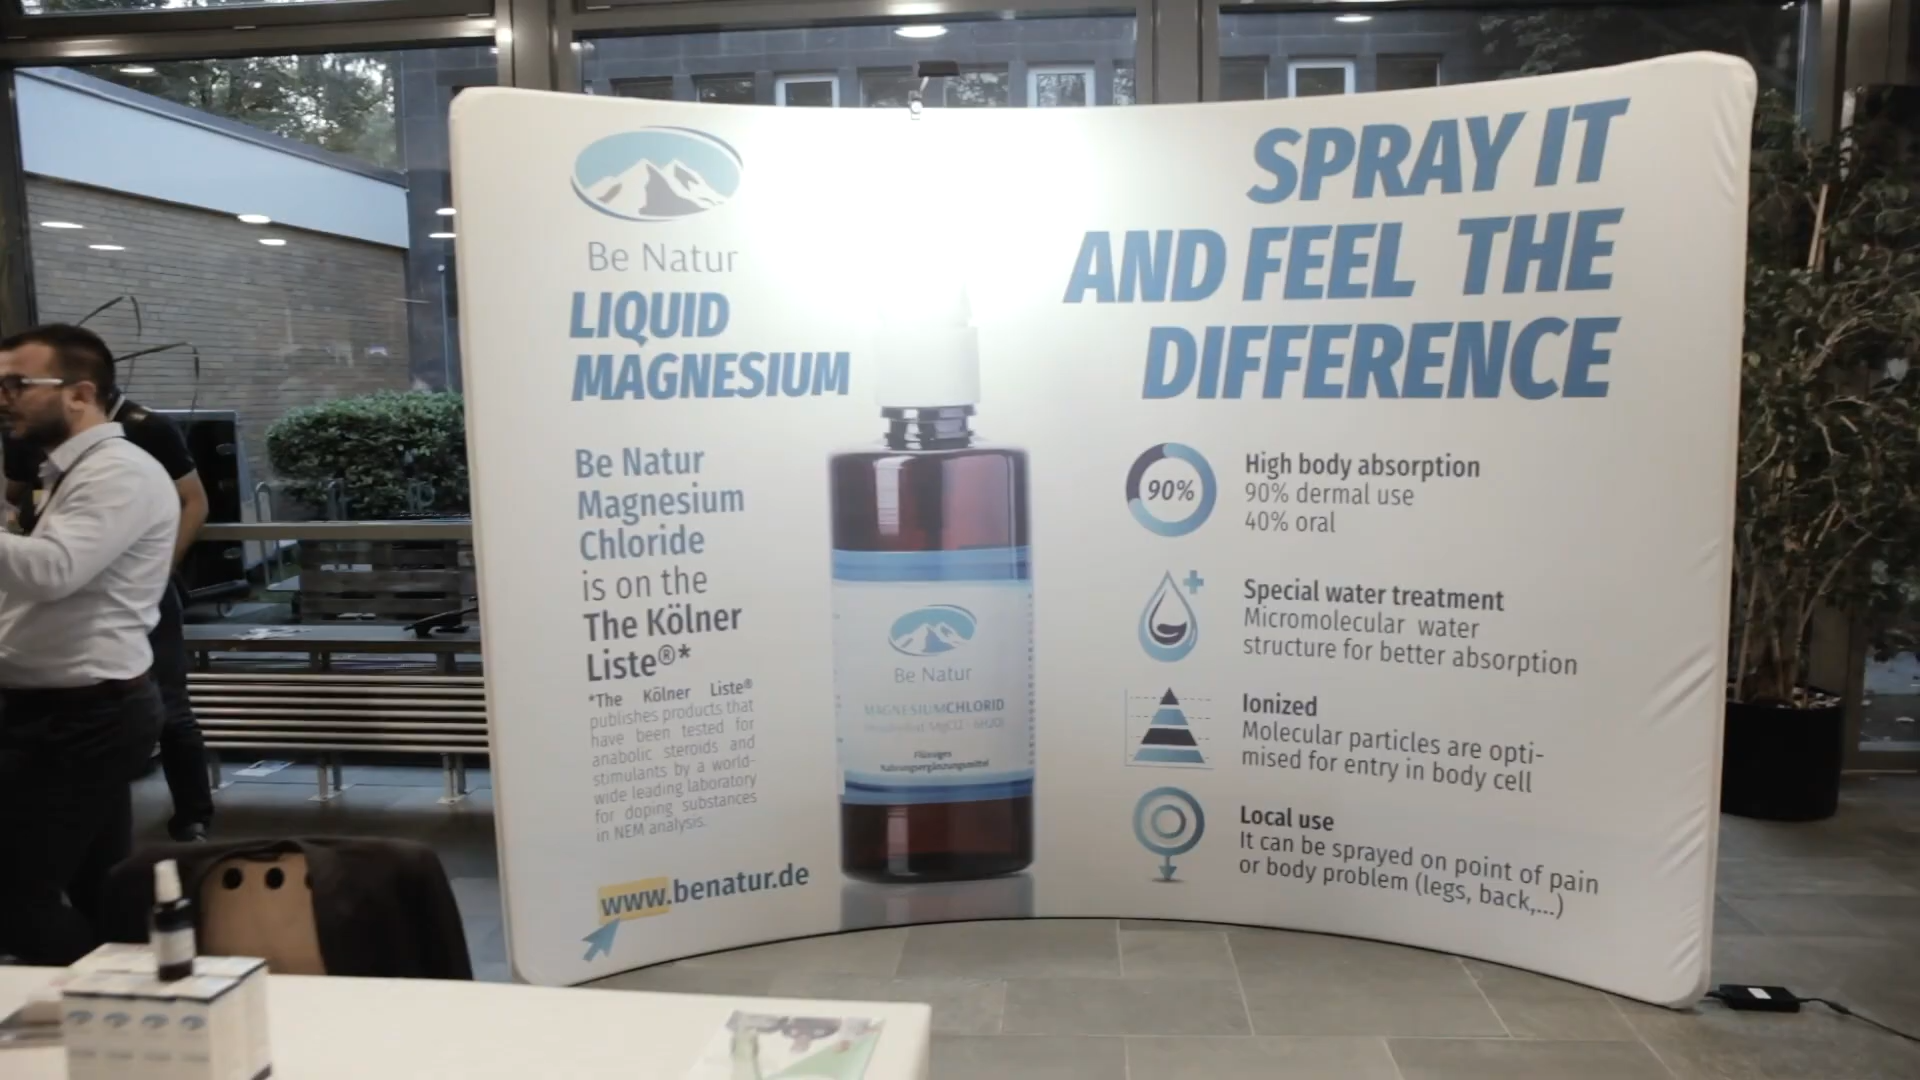 Be Natur
LIQUID
MAGNESIUM
Be Natur
Magnesium
Chloride
is on the
The Kölner
Liste®*
*The Kölner Liste®
publishes products that
have been tested for
anabolic steroids and
stimulants by a world-
wide leading laboratory
for doping substances
in NEM analysis.
www.benatur.de
Be Natur
MAGNESIUMCHLORID
Flüssiges
Nahrungsergänzungsmittel
SPRAY IT
AND FEEL THE
DIFFERENCE
90%
High body absorption
90% dermal use
40% oral
Special water treatment
Micromolecular water
structure for better absorption
Ionized
Molecular particles are opti-
mised for entry in body cell
Local use
It can be sprayed on point of pain
or body problem (legs, back,...)